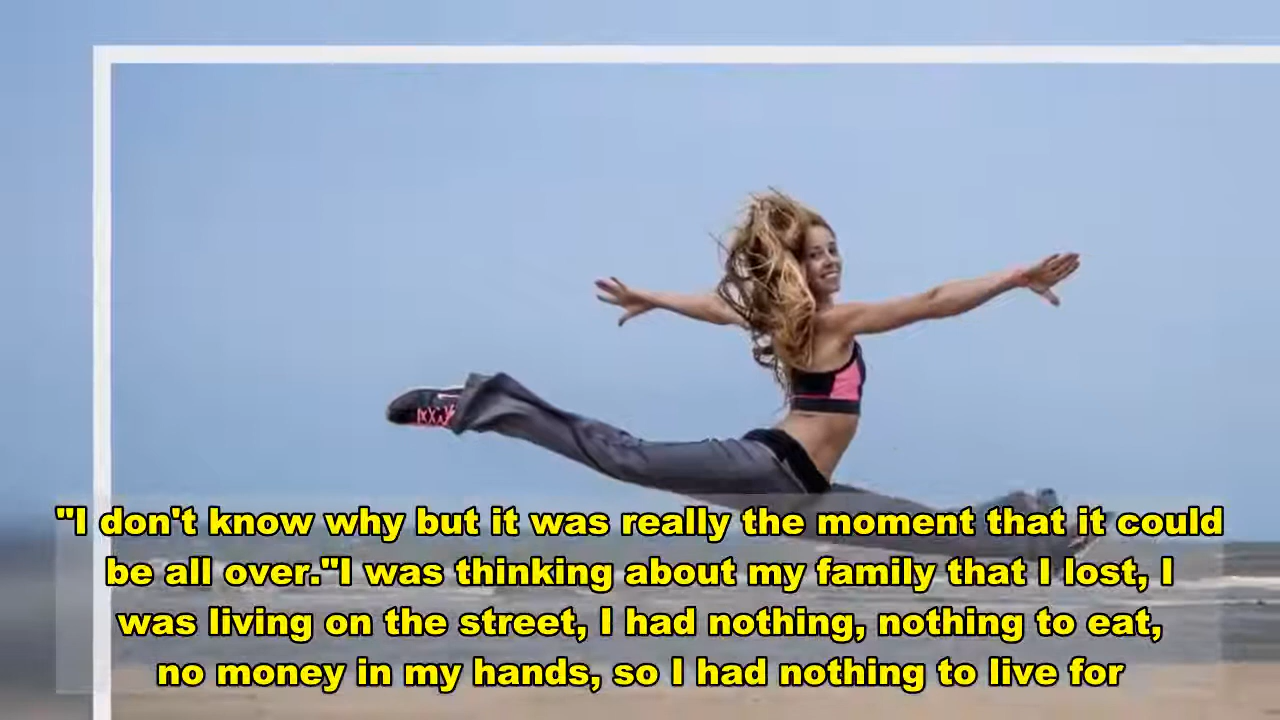 "I don't know why but it was really the moment that it could
be all over."I was thinking about my family that I lost, I
was living on the street, I had nothing, nothing to eat,
no money in my hands, so I had nothing to live for